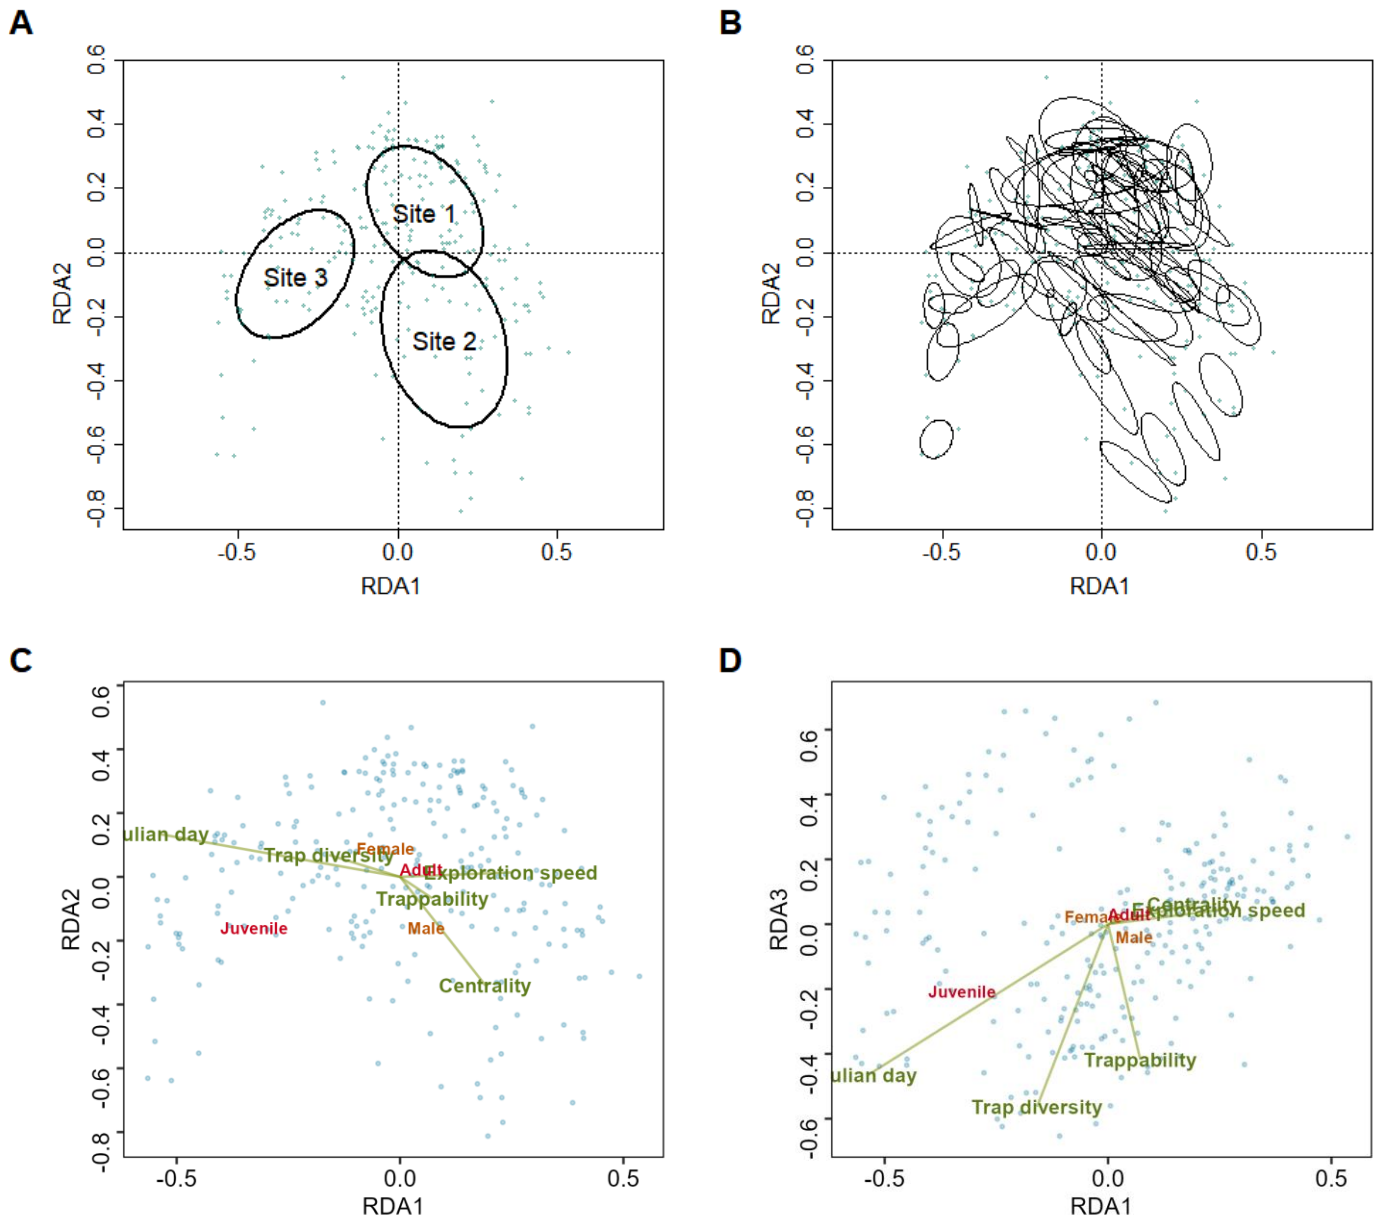 A
B
0.6
0.4
0.2
0.0
-0.2
-0.4
-0.6
-0.8
RDA2
Site 1
Site 3
Site 2
-0.5
0.0
0.5
RDA1
0.6
0.4
0.2
0.0
-0.2
-0.4
-0.6
-0.8
RDA2
-0.5
0.0
0.5
RDA1
C
D
0.6
0.4
0.2
0.0
-0.2
-0.4
-0.6
-0.8
RDA2
ulian day
Female
Trap diversity
Adult
Exploration speed
Trappability
Juvenile
Male
Centrality
-0.5
0.0
0.5
RDA1
0.6
0.4
0.2
0.0
-0.2
-0.4
-0.6
RDA3
Centrality
Exploration speed
Female
Adult
Male
Juvenile
Trappability
ulian day
Trap diversity
-0.5
0.0
0.5
RDA1